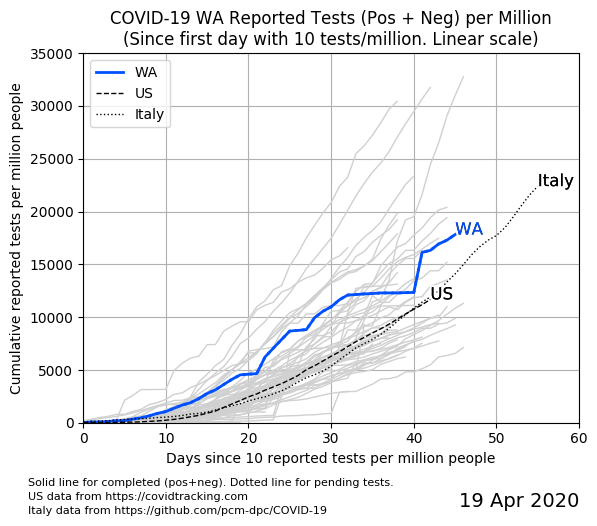 COVID-19 WA Reported Tests (Pos + Neg) per Million
(Since first day with 10 tests/million. Linear scale)
Cumulative reported tests per million people
35000
30000
25000
20000
15000
10000
5000
0
WA
US
Italy
Italy
WA
US
0 10 20 30 40 50 60
Days since 10 reported tests per million people
Solid line for completed (pos+neg). Dotted line for pending tests.
US data from https://covidtracking.com
Italy data from https://github.com/pcm-dpc/COVID-19
19 Apr 2020